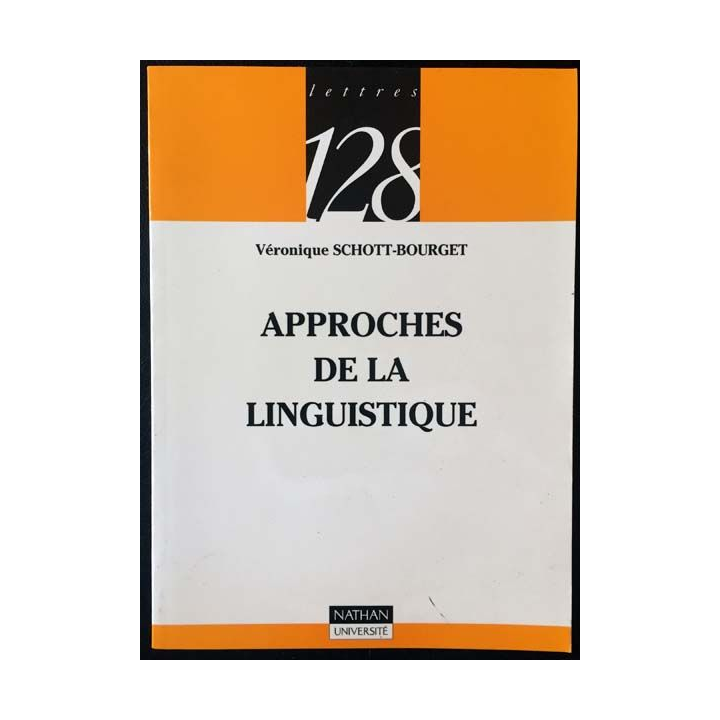 lettres
128
Véronique SCHOTT-BOURGET
APPROCHES
DE LA
LINGUISTIQUE
NATHAN
UNIVERSITÉ